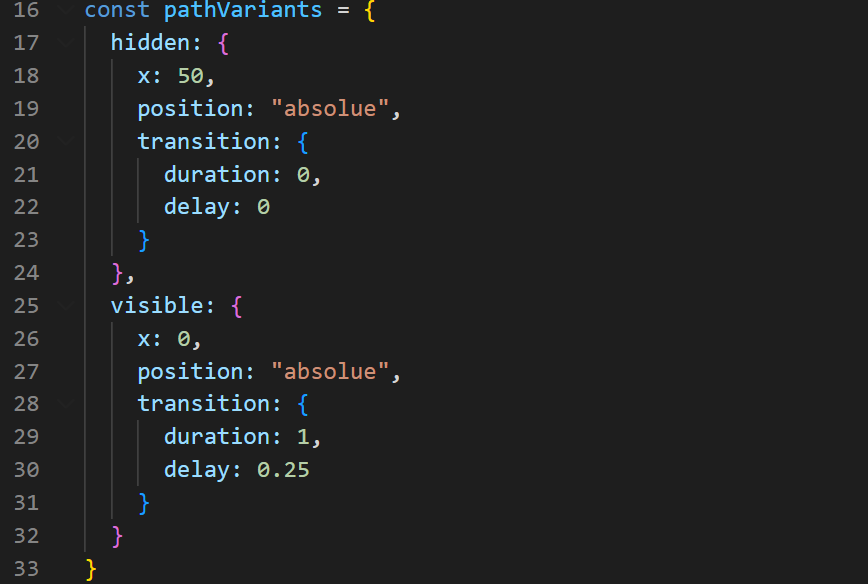 16 const pathVariants = {
17 hidden: {
18 x: 50,
19 position: "absolue",
20 transition: {
21 duration: 0,
22 delay: 0
23 }
24 },
25 visible: {
26 x: 0,
27 position: "absolue",
28 transition: {
29 duration: 1,
30 delay: 0.25
31 }
32 }
33 }